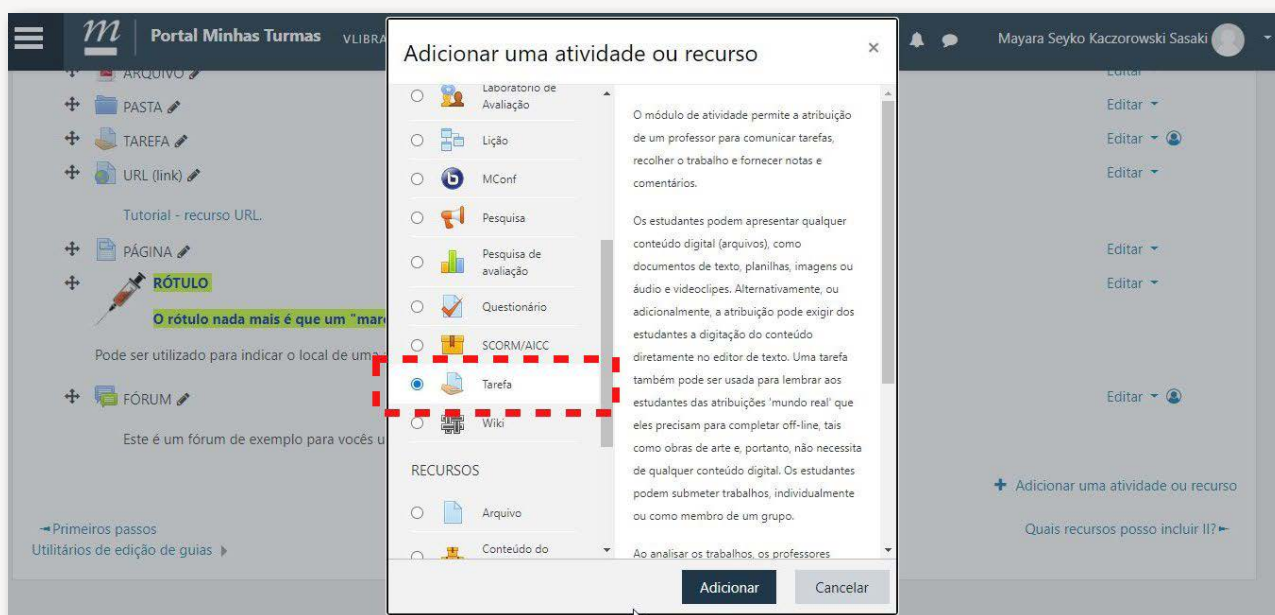 m
Portal Minhas Turmas
VLIBRA
Mayara Seyko Kaczorowski Sasaki
ARQUIVO
Editar
PASTA
Editar
TAREFA
Editar
URL (link)
Editar
Tutorial - recurso URL.
PÁGINA
Editar
RÓTULO
Editar
O rótulo nada mais é que um "mar
Pode ser utilizado para indicar o local de uma
FÓRUM
Editar
Este é um fórum de exemplo para vocês u
Primeiros passos
Utilitários de edição de guias
Adicionar uma atividade ou recurso
Quais recursos posso incluir II?
Adicionar uma atividade ou recurso
×
Laboratório de
Avaliação
Lição
b
MConf
Pesquisa
Pesquisa de
avaliação
Questionário
SCORM/AICC
Tarefa
Wiki
RECURSOS
Arquivo
Conteúdo do
O módulo de atividade permite a atribuição
de um professor para comunicar tarefas,
recolher o trabalho e fornecer notas e
comentários.
Os estudantes podem apresentar qualquer
conteúdo digital (arquivos), como
documentos de texto, planilhas, imagens ou
áudio e videoclipes. Alternativamente, ou
adicionalmente, a atribuição pode exigir dos
estudantes a digitação do conteúdo
diretamente no editor de texto. Uma tarefa
também pode ser usada para lembrar aos
estudantes das atribuições 'mundo real' que
eles precisam para completar off-line, tais
como obras de arte e, portanto, não necessita
de qualquer conteúdo digital. Os estudantes
podem submeter trabalhos, individualmente
ou como membro de um grupo.
Ao analisar os trabalhos, os professores
Adicionar
Cancelar